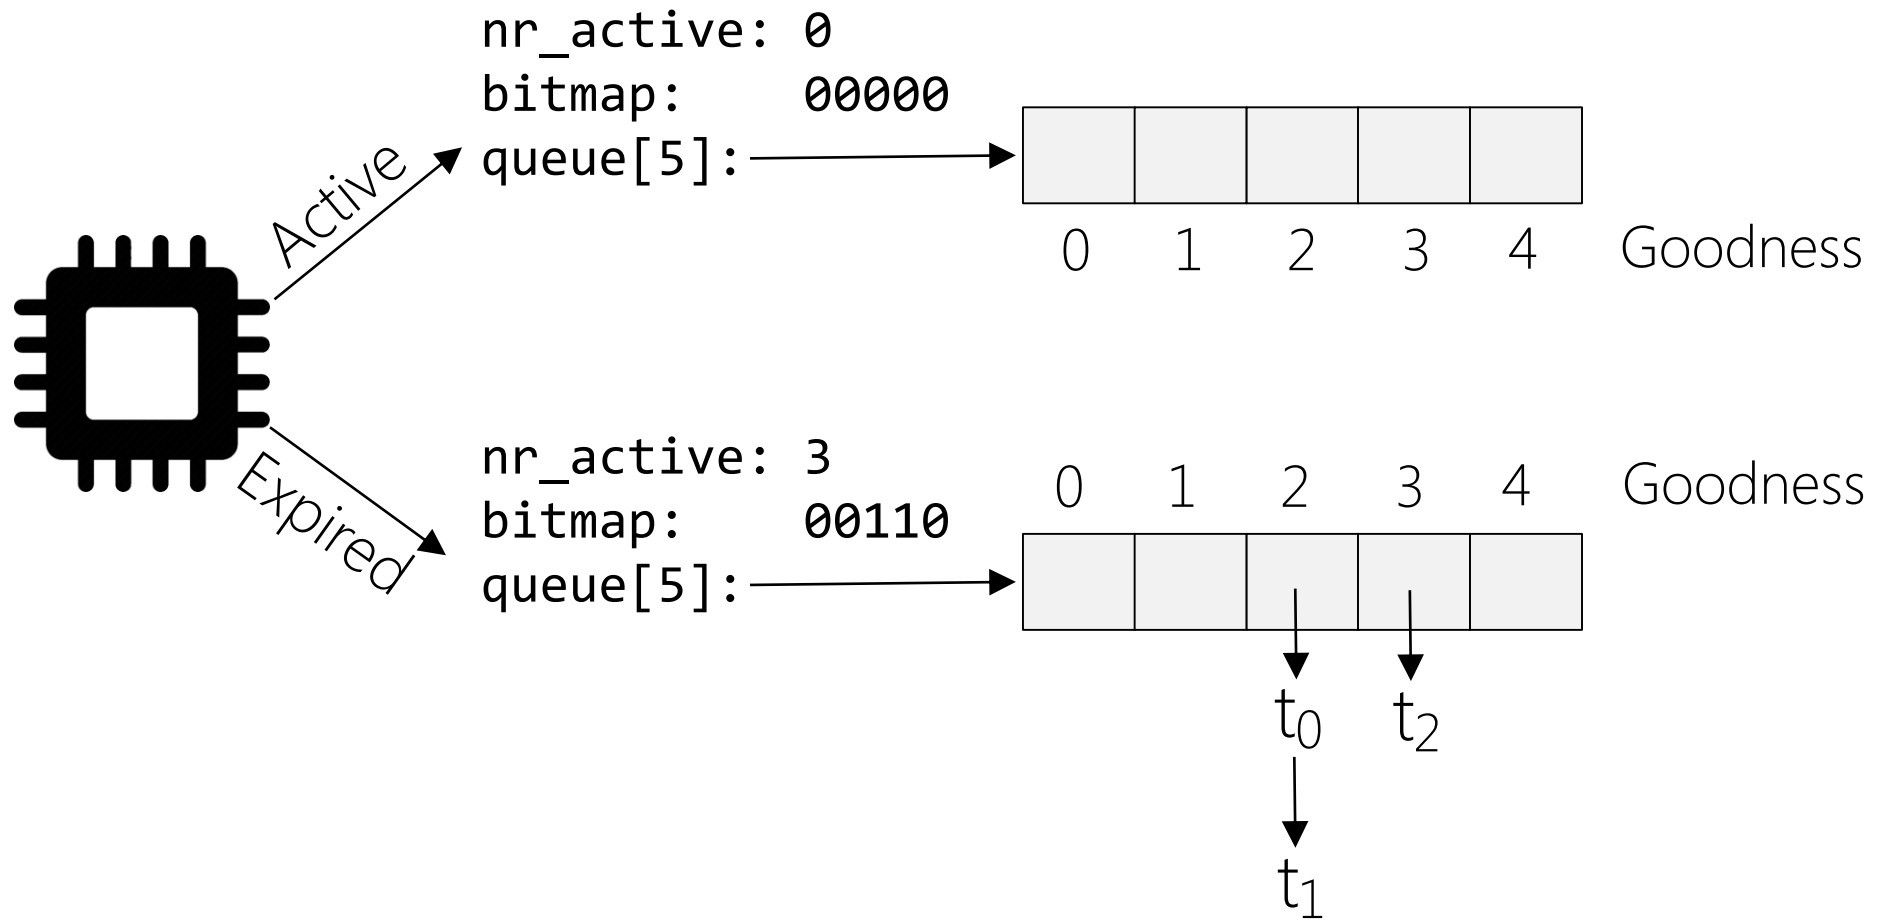 nr_active: 0
bitmap: 00000
queue[5]:
Active
0 1 2 3 4 Goodness
Expired
nr_active: 3
bitmap: 00110
queue[5]:
0 1 2 3 4 Goodness
t0 t2
t1